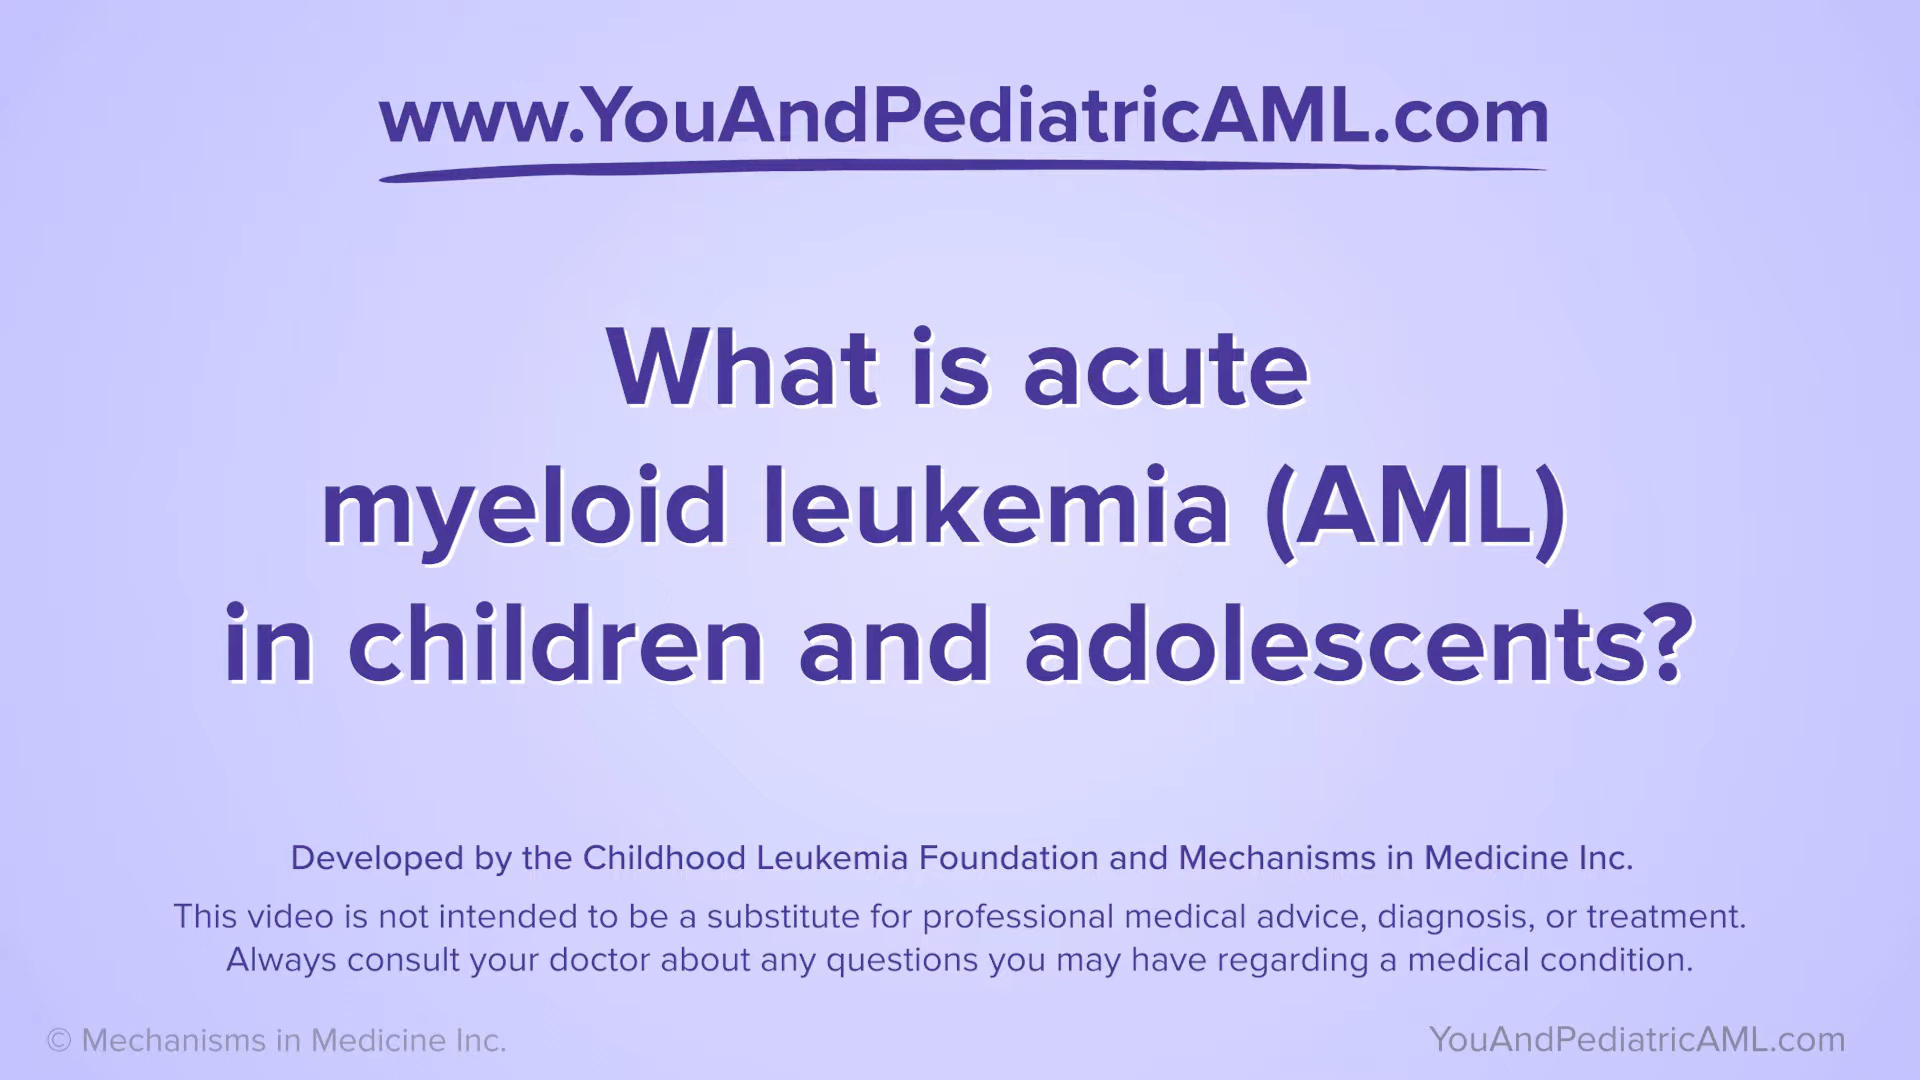 www.YouAndPediatricAML.com
What is acute
myeloid leukemia (AML)
in children and adolescents?
Developed by the Childhood Leukemia Foundation and Mechanisms in Medicine Inc.
This video is not intended to be a substitute for professional medical advice, diagnosis, or treatment.
Always consult your doctor about any questions you may have regarding a medical condition.
© Mechanisms in Medicine Inc.
YouAndPediatricAML.com